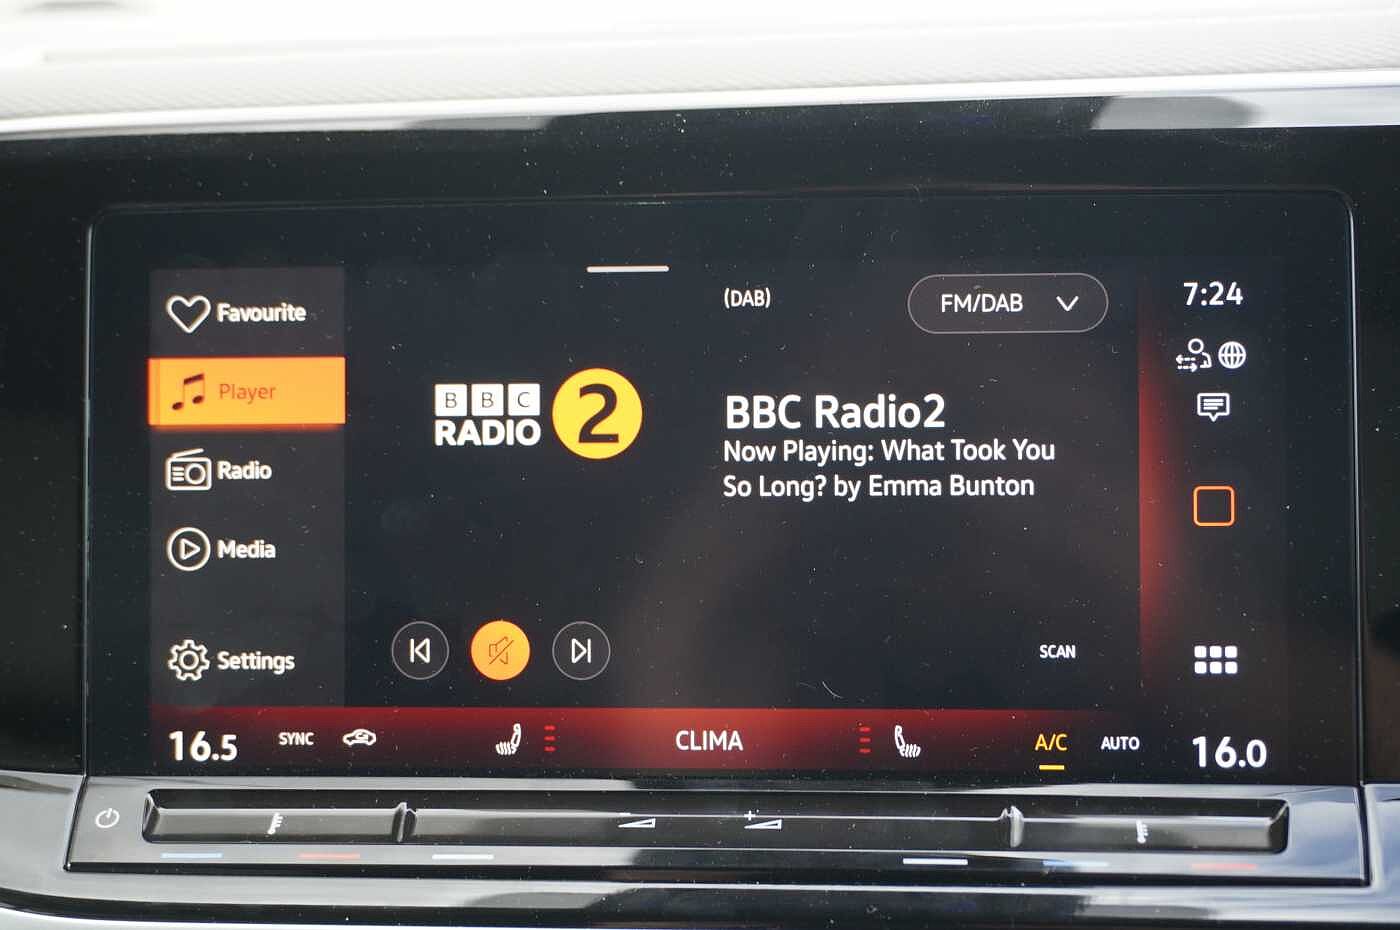 Favourite
Player
Radio
Media
Settings
(DAB)
FM/DAB
BBC
RADIO 2
BBC Radio2
Now Playing: What Took You
So Long? by Emma Bunton
SCAN
7:24
16.5 SYNC CLIMA A/C AUTO 16.0